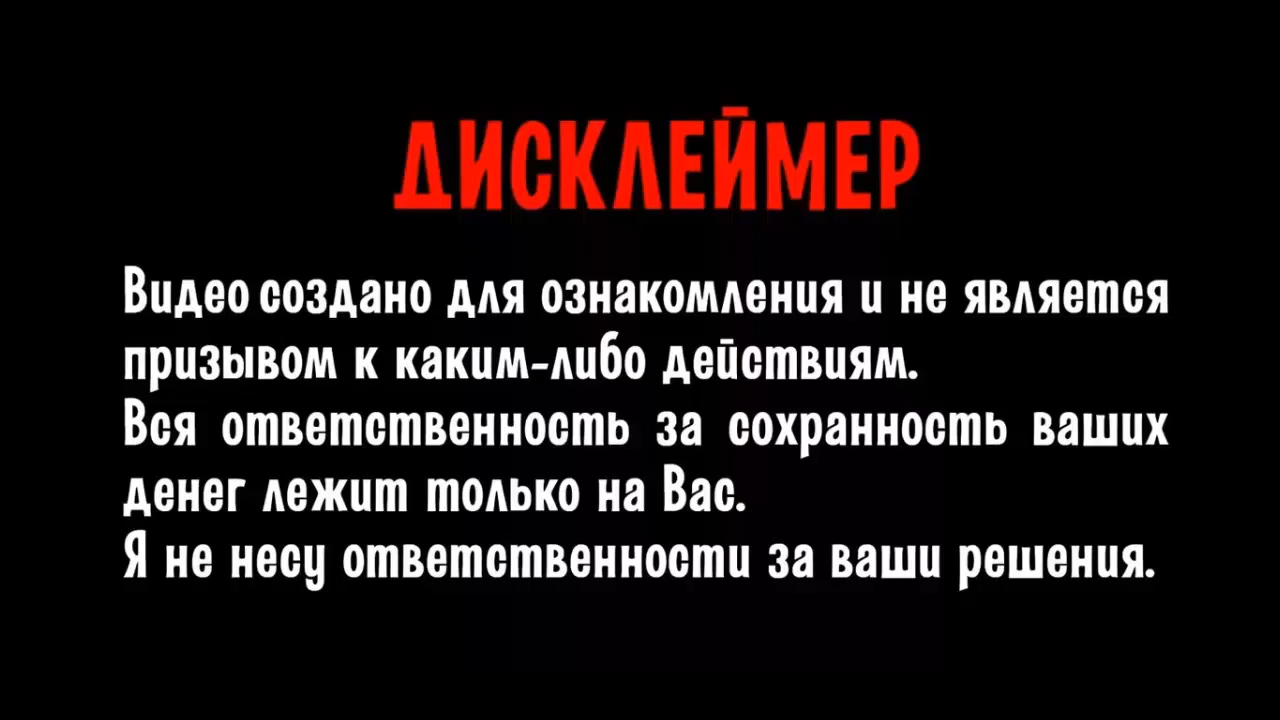 ДИСКЛЕЙМЕР
Видео создано для ознакомления и не является
призывом к каким-либо действиям.
Вся ответственность за сохранность ваших
денег лежит только на Вас.
Я не несу ответственности за ваши решения.